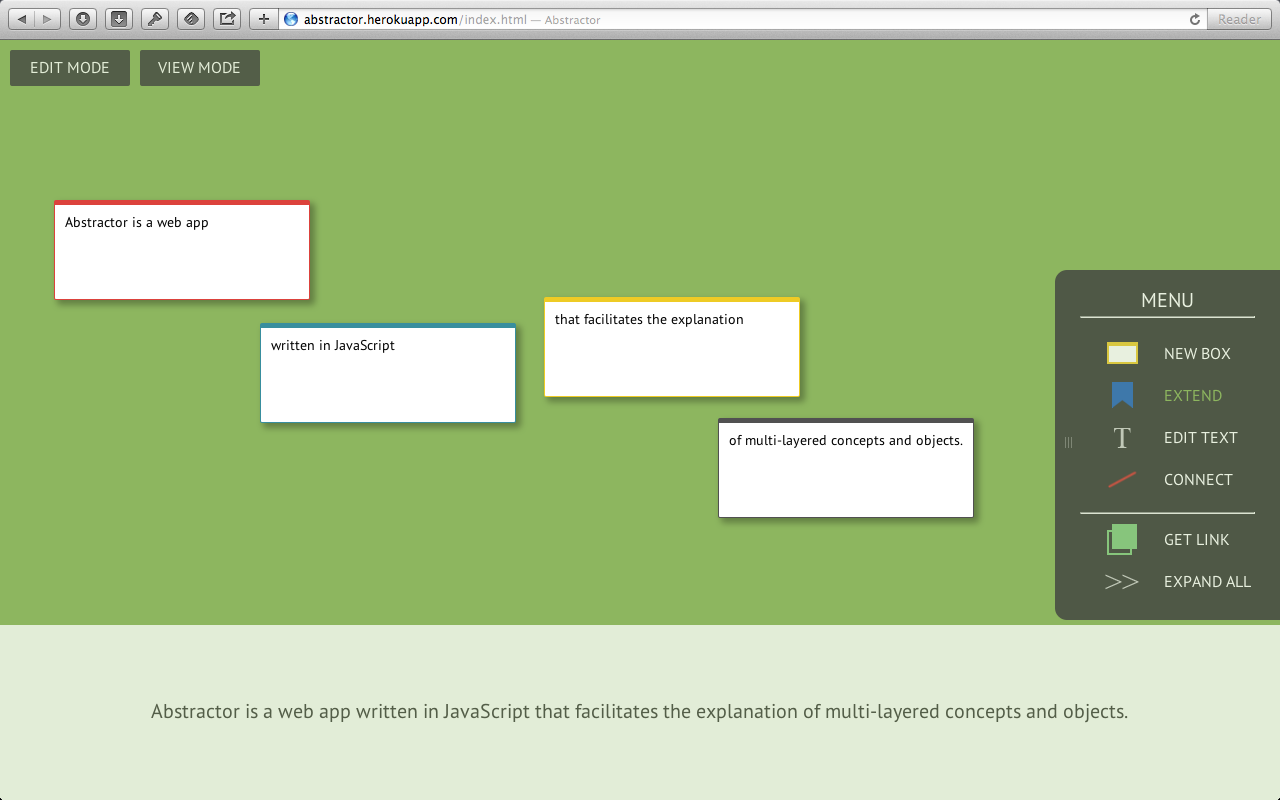 abstractor.herokuapp.com/index.html — Abstractor
Reader
EDIT MODE
VIEW MODE
Abstractor is a web app
written in JavaScript
that facilitates the explanation
of multi-layered concepts and objects.
MENU
NEW BOX
EXTEND
T EDIT TEXT
CONNECT
GET LINK
>> EXPAND ALL
Abstractor is a web app written in JavaScript that facilitates the explanation of multi-layered concepts and objects.